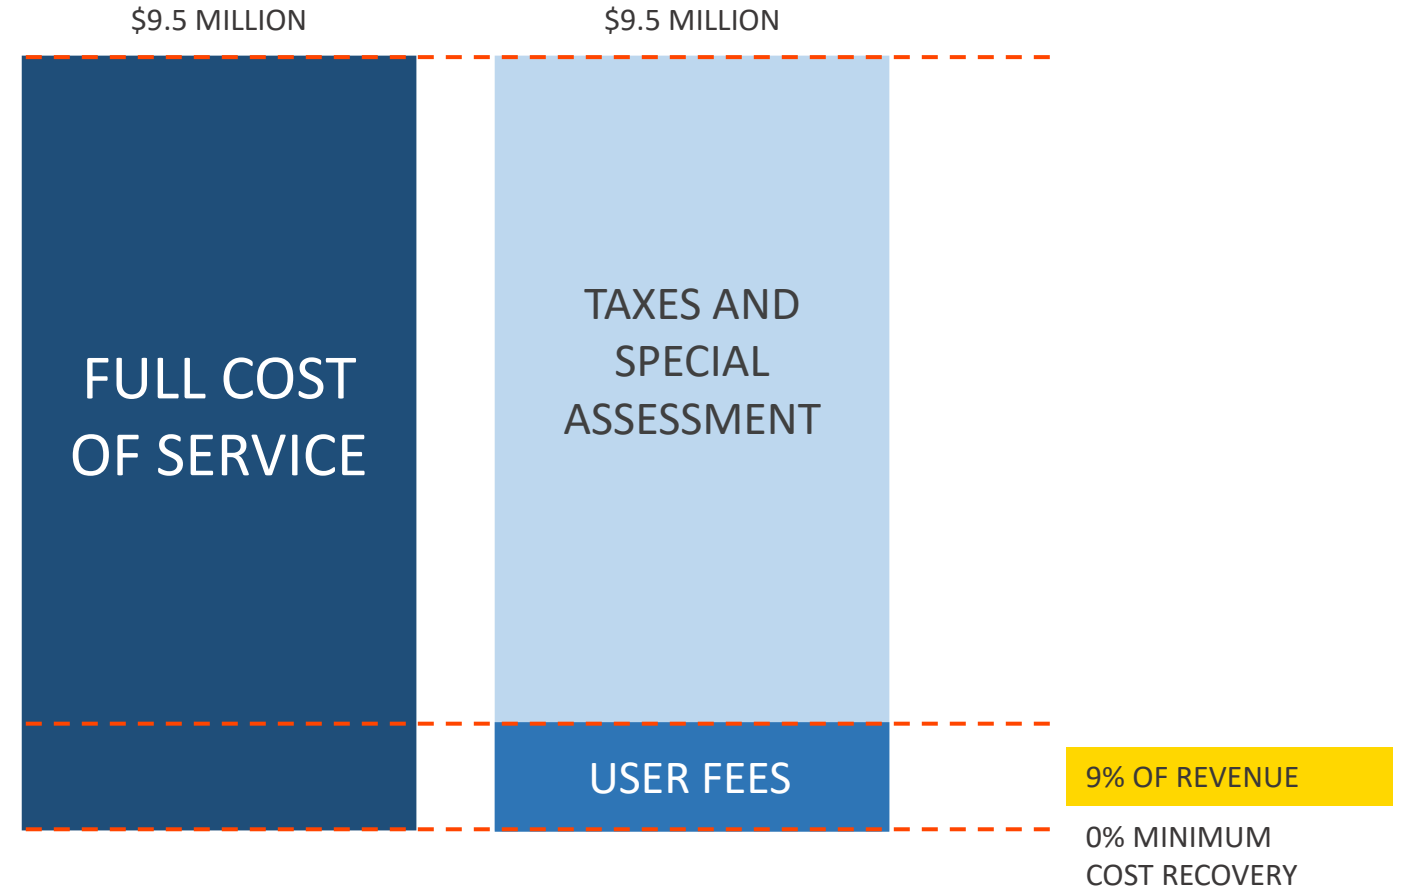 $9.5 MILLION
$9.5 MILLION
FULL COST
OF SERVICE
TAXES AND
SPECIAL
ASSESSMENT
USER FEES
9% OF REVENUE
0% MINIMUM
COST RECOVERY